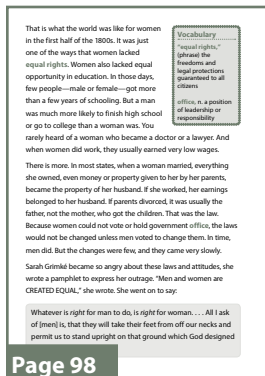 That is what the world was like for women
in the first half of the 1800s. It was just
one of the ways that women lacked
equal rights. Women also lacked equal
opportunity in education. In those days,
few people—male or female—got more
than a few years of schooling. But a man
was much more likely to finish high school
or go to college than a woman was. You
rarely heard of a woman who became a doctor or a lawyer. And
when women did work, they usually earned very low wages.
Vocabulary
"equal rights,"
(phrase) the
freedoms and
legal protections
guaranteed to all
citizens
office, n. a position
of leadership or
responsibility
There is more. In most states, when a woman married, everything
she owned, even money or property given to her by her parents,
became the property of her husband. If she worked, her earnings
belonged to her husband. If parents divorced, it was usually the
father, not the mother, who got the children. That was the law.
Because women could not vote or hold government office, the laws
would not be changed unless men voted to change them. In time,
men did. But the changes were few, and they came very slowly.
Sarah Grimké became so angry about these laws and attitudes, she
wrote a pamphlet to express her outrage. "Men and women are
CREATED EQUAL," she wrote. She went on to say:
Whatever is right for man to do, is right for woman. . . . All I ask
of [men] is, that they will take their feet from off our necks and
permit us to stand upright on that ground which God designed
Page 98